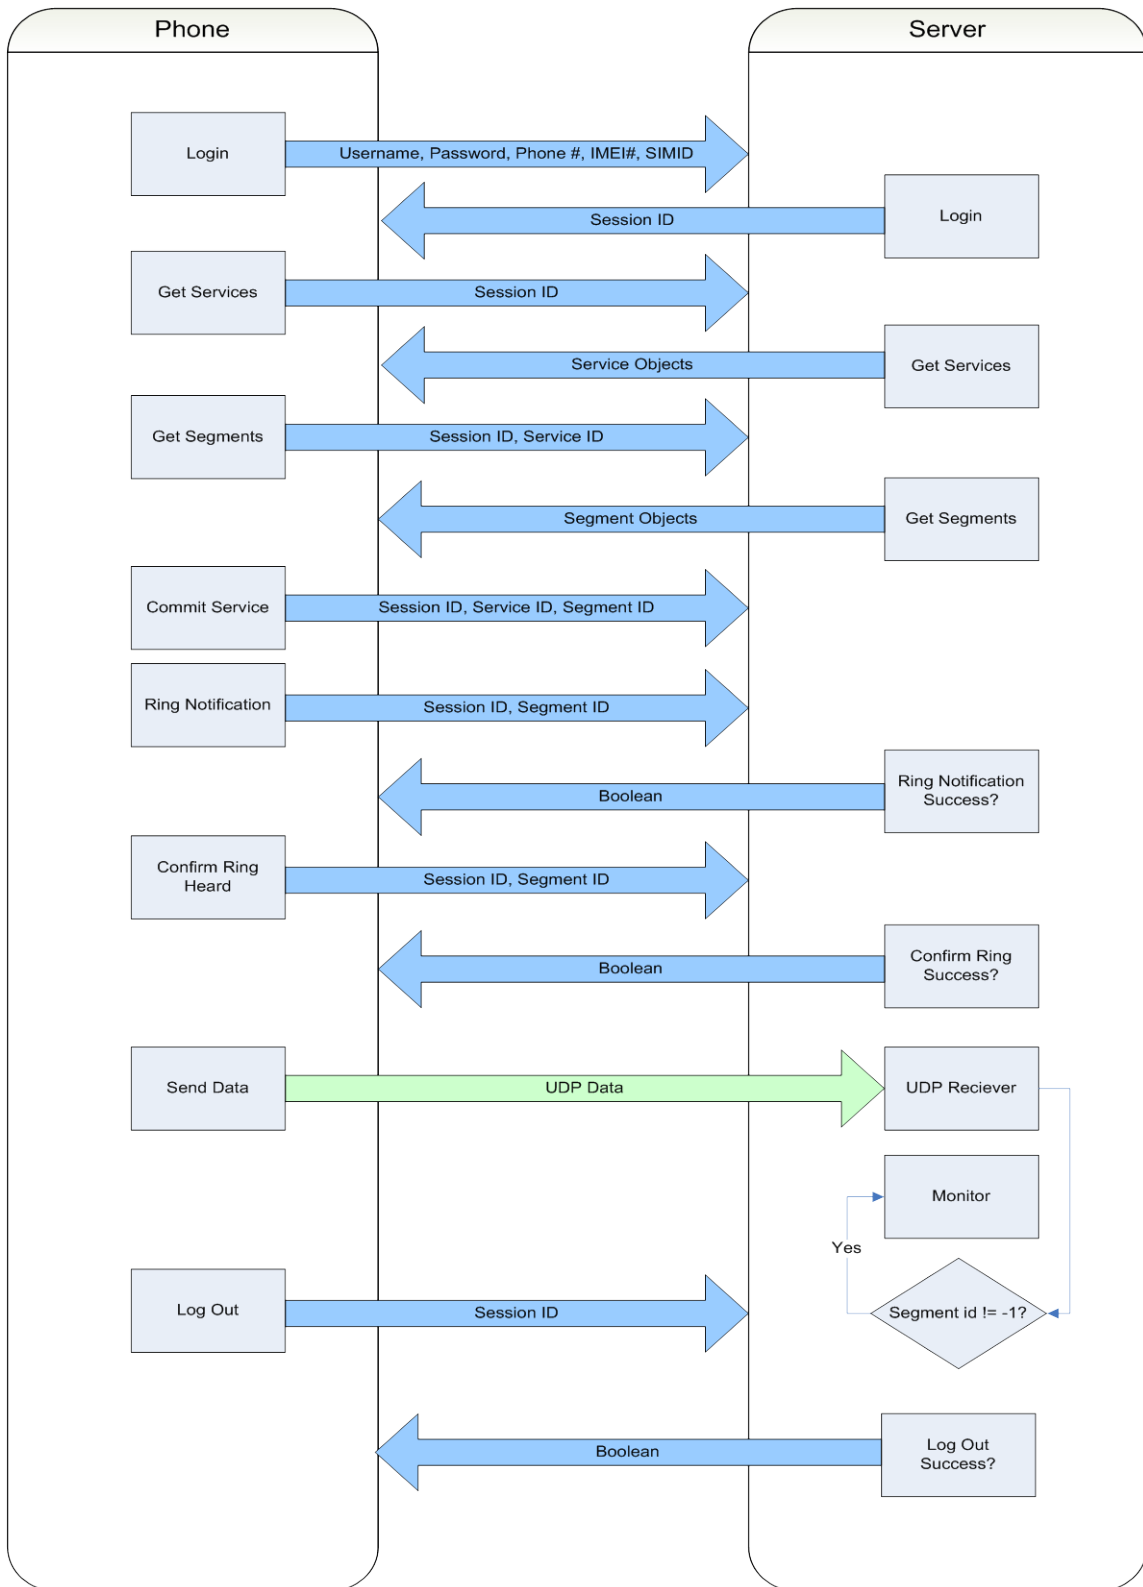 Phone
Server
Login
Username, Password, Phone #, IMEI#, SIMID
Session ID
Login
Get Services
Session ID
Service Objects
Get Services
Get Segments
Session ID, Service ID
Segment Objects
Get Segments
Commit Service
Session ID, Service ID, Segment ID
Ring Notification
Session ID, Segment ID
Boolean
Ring Notification
Success?
Confirm Ring
Heard
Session ID, Segment ID
Boolean
Confirm Ring
Success?
Send Data
UDP Data
UDP Reciever
Monitor
Yes
Log Out
Session ID
Segment id != -1?
Boolean
Log Out
Success?